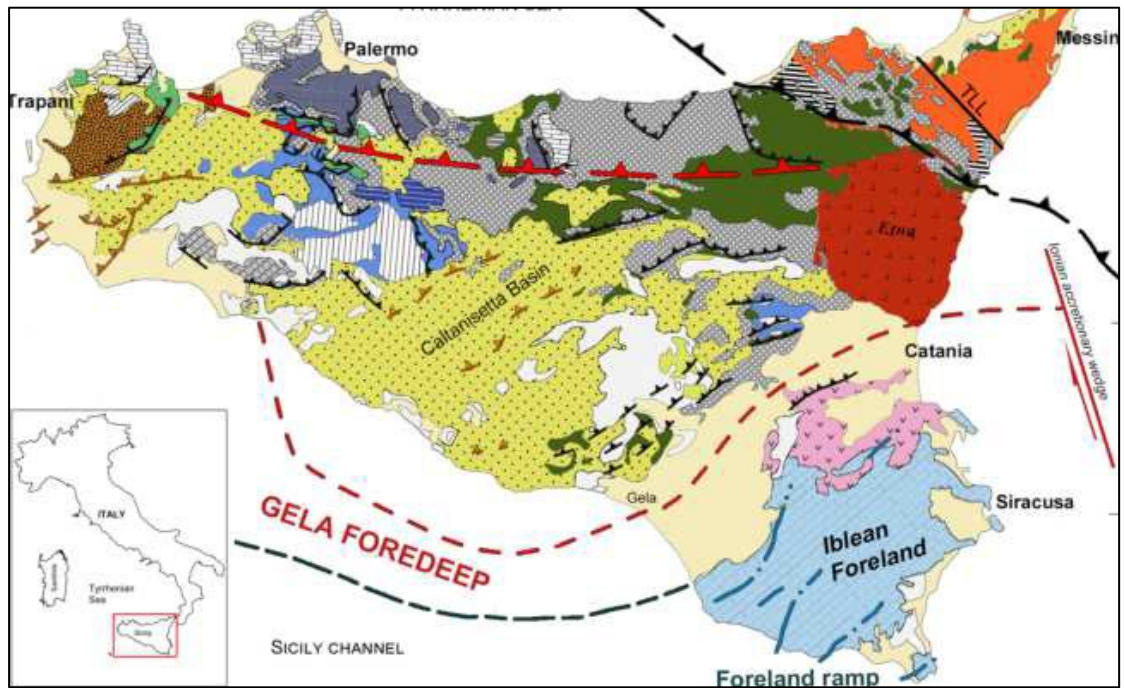 Palermo
Messin
Trapani
TLL
Etna
Ionian accretionary wedge
Caltanisetta Basin
Catania
GELA FOREDEEP
Gela
Siracusa
Iblean
Foreland
ITALY
Sardinia
Tyrrhenian
Sea
Sicily
SICILY CHANNEL
Foreland ramp